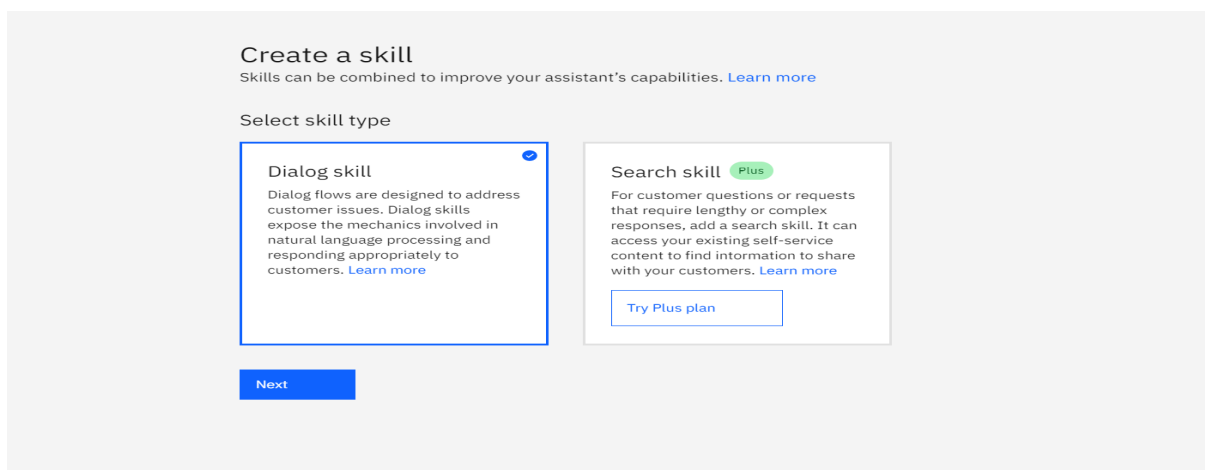 Create a skill
Skills can be combined to improve your assistant's capabilities. Learn more
Select skill type
Dialog skill
Dialog flows are designed to address
customer issues. Dialog skills
expose the mechanics involved in
natural language processing and
responding appropriately to
customers. Learn more
Search skill Plus
For customer questions or requests
that require lengthy or complex
responses, add a search skill. It can
access your existing self-service
content to find information to share
with your customers. Learn more
Try Plus plan
Next